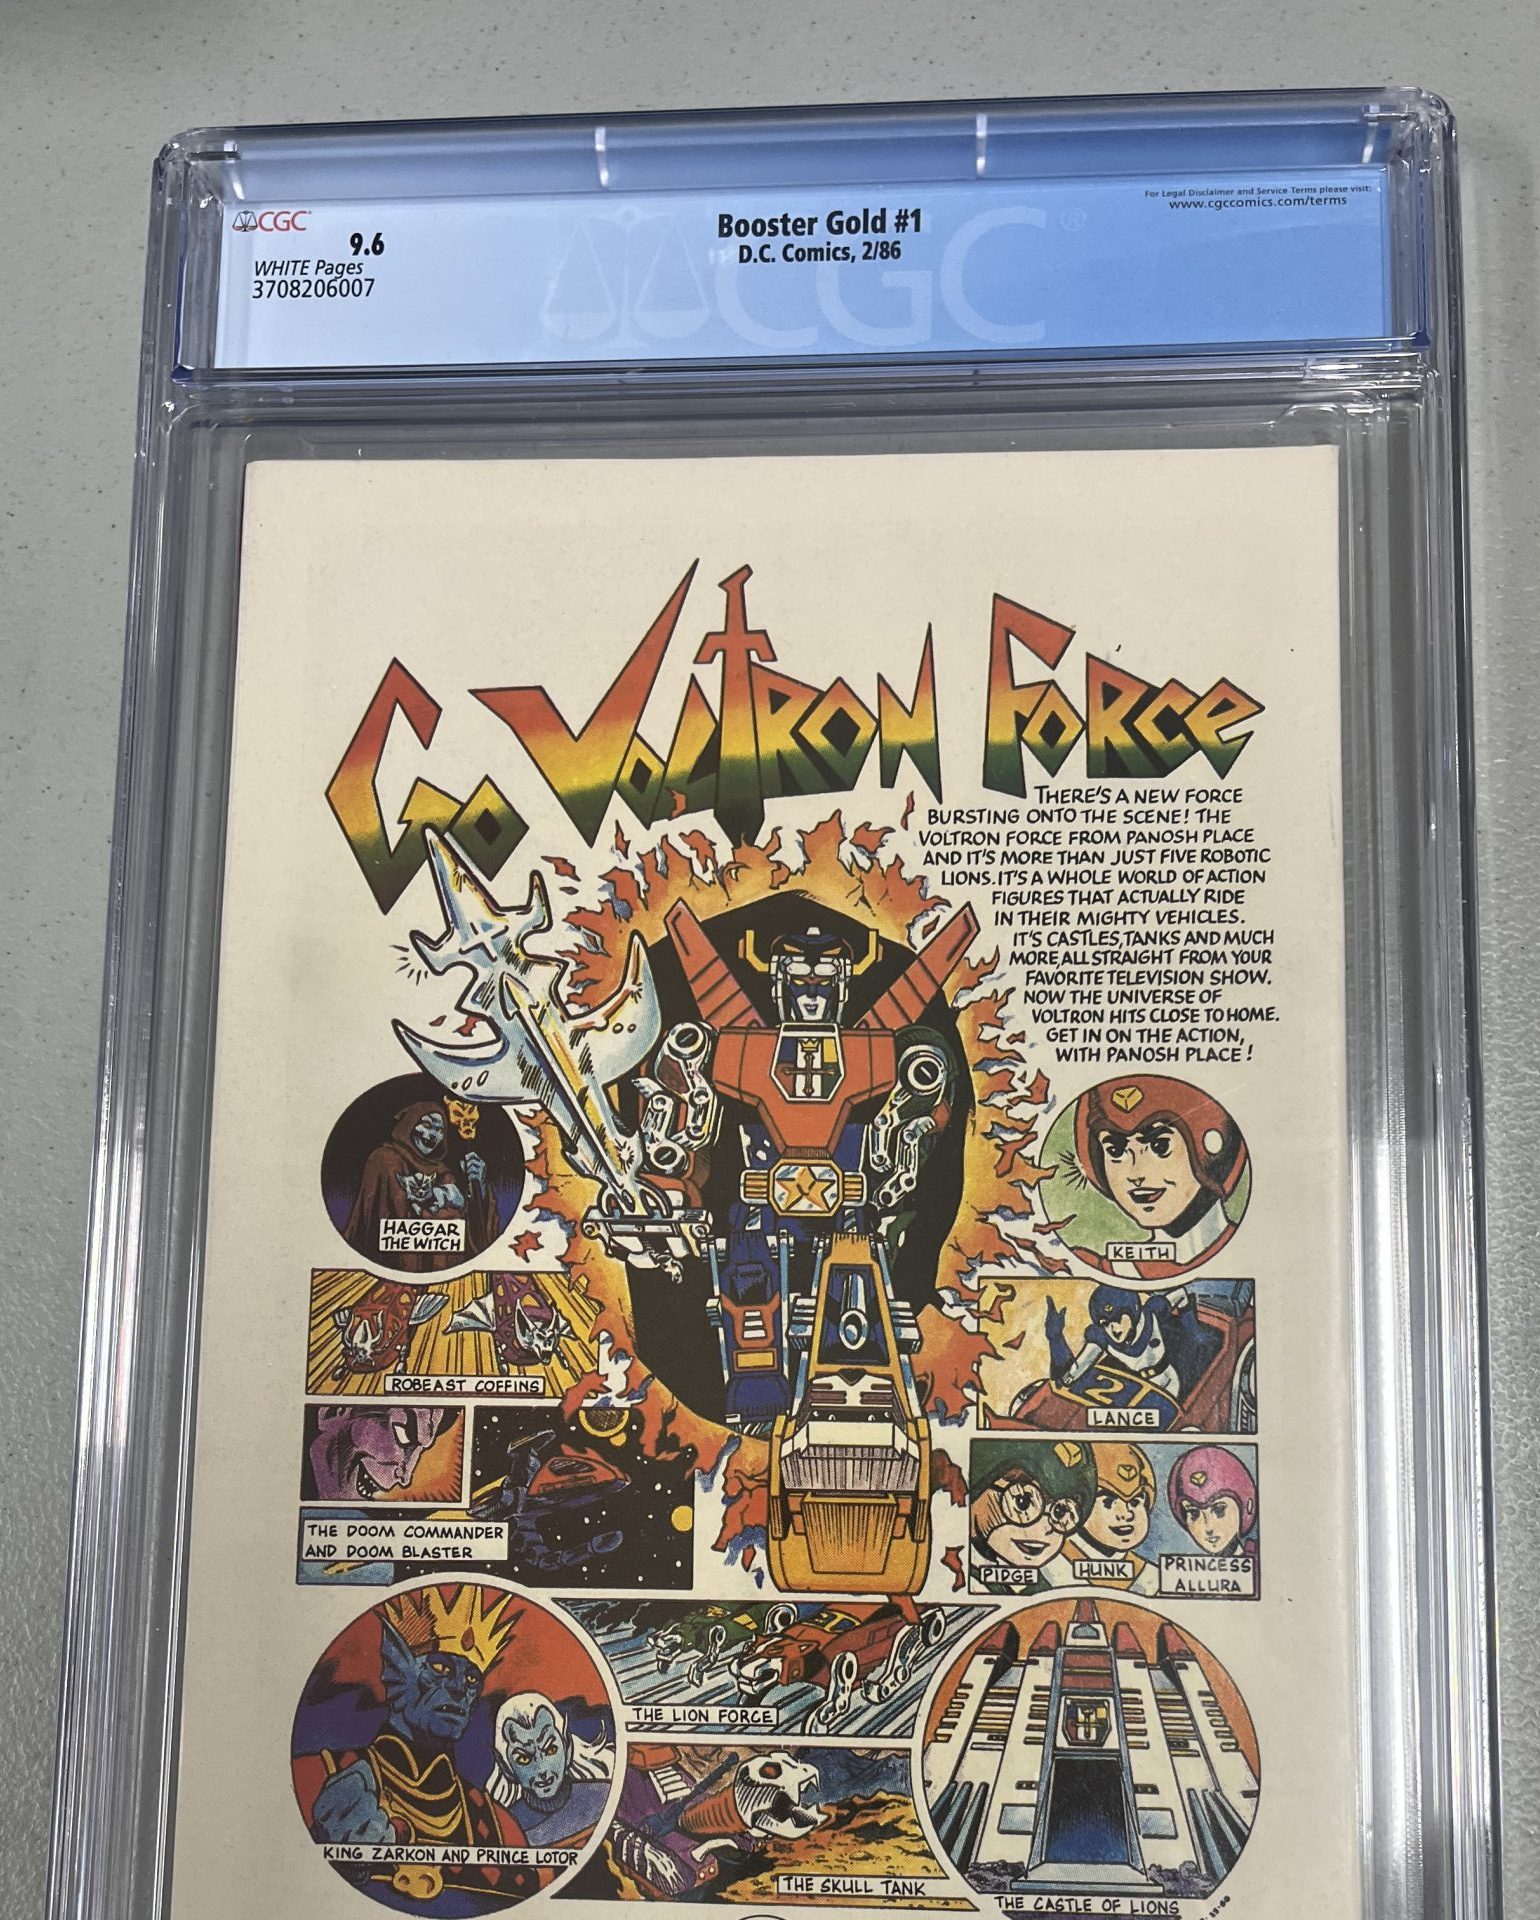 CGC
9.6
WHITE Pages
3708206007
Booster Gold #1
D.C. Comics, 2/86
For Legal Disclaimer and Service Terms please visit:
www.cgccomics.com/terms
CGC
GO VOLTRON FORCE
THERE'S A NEW FORCE
BURSTING ONTO THE SCENE! THE
VOLTRON FORCE FROM PANOSH PLACE
AND IT'S MORE THAN JUST FIVE ROBOTIC
LIONS. IT'S A WHOLE WORLD OF ACTION
FIGURES THAT ACTUALLY RIDE
IN THEIR MIGHTY VEHICLES.
IT'S CASTLES, TANKS AND MUCH
MORE, ALL STRAIGHT FROM YOUR
FAVORITE TELEVISION SHOW.
NOW THE UNIVERSE OF
VOLTRON HITS CLOSE TO HOME.
GET IN ON THE ACTION,
WITH PANOSH PLACE!
HAGGAR
THE WITCH
KEITH
ROBEAST COFFINS
2
LANCE
THE DOOM COMMANDER
AND DOOM BLASTER
PIDGE
HUNK
PRINCESS
ALLURA
THE LION FORCE
KING ZARKON AND PRINCE LOTOR
THE SKULL TANK
THE CASTLE OF LIONS